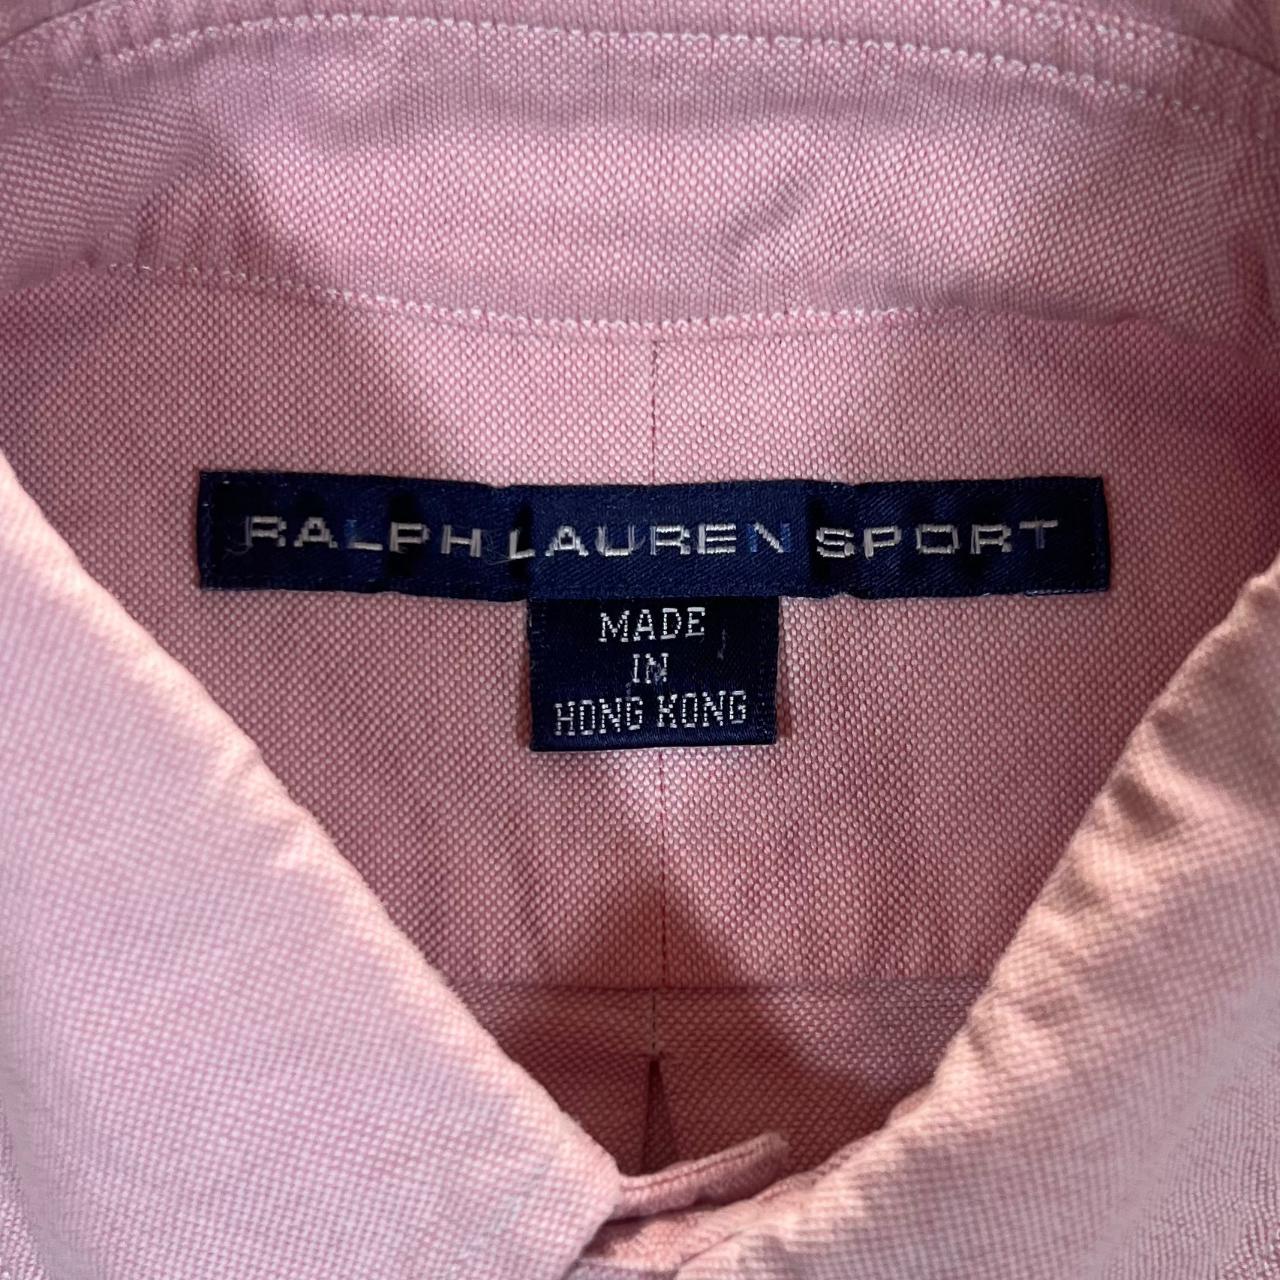 RALPH LAUREN SPORT
MADE
IN
HONG KONG